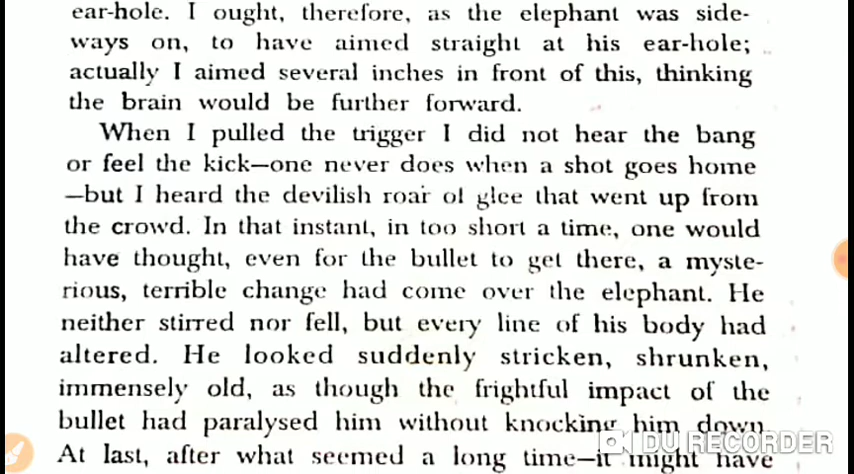 ear-hole. I ought, therefore, as the elephant was side-
ways on, to have aimed straight at his ear-hole;
actually I aimed several inches in front of this, thinking
the brain would be further forward.
When I pulled the trigger I did not hear the bang
or feel the kick—one never does when a shot goes home
—but I heard the devilish roar of glee that went up from
the crowd. In that instant, in too short a time, one would
have thought, even for the bullet to get there, a myste-
rious, terrible change had come over the elephant. He
neither stirred nor fell, but every line of his body had
altered. He looked suddenly stricken, shrunken,
immensely old, as though the frightful impact of the
bullet had paralysed him without knocking him down
At last, after what seemed a long time—it might have
DU RECORDER